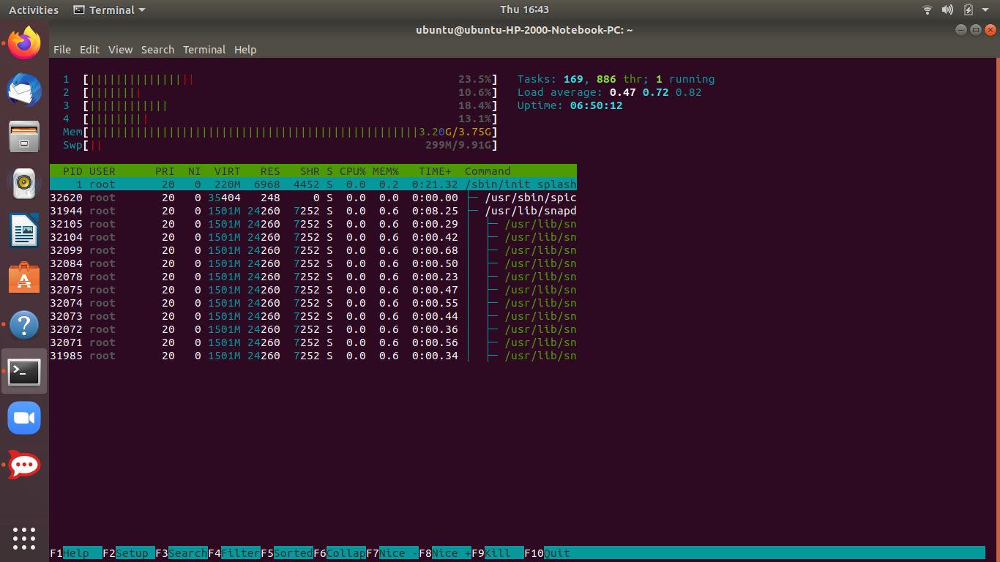 Activities Terminal Thu 16:43
ubuntu@ubuntu-HP-2000-Notebook-PC: ~
File Edit View Search Terminal Help
1 [||||||||||||||||| 23.5%] Tasks: 169, 886 thr; 1 running
2 [|||||||| 10.6%] Load average: 0.47 0.72 0.82
3 [|||||||||||| 18.4%] Uptime: 06:50:12
4 [||||||||| 13.1%]
Mem[||||||||||||||||||||||||||||||||||||||||||||||||||3.20G/3.75G]
Swp[|| 299M/9.91G]
PID USER PRI NI VIRT RES SHR S CPU% MEM% TIME+ Command
1 root 20 0 220M 6968 4452 S 0.0 0.2 0:21.32 /sbin/init splash
32620 root 20 0 35404 248 0 S 0.0 0.0 0:00.00 ├─ /usr/sbin/spic
31944 root 20 0 1501M 24260 7252 S 0.0 0.6 0:08.25 ├─ /usr/lib/snapd
32105 root 20 0 1501M 24260 7252 S 0.0 0.6 0:00.29 │ ├─ /usr/lib/sn
32104 root 20 0 1501M 24260 7252 S 0.0 0.6 0:00.42 │ ├─ /usr/lib/sn
32099 root 20 0 1501M 24260 7252 S 0.0 0.6 0:00.68 │ ├─ /usr/lib/sn
32084 root 20 0 1501M 24260 7252 S 0.0 0.6 0:00.50 │ ├─ /usr/lib/sn
32078 root 20 0 1501M 24260 7252 S 0.0 0.6 0:00.23 │ ├─ /usr/lib/sn
32075 root 20 0 1501M 24260 7252 S 0.0 0.6 0:00.47 │ ├─ /usr/lib/sn
32074 root 20 0 1501M 24260 7252 S 0.0 0.6 0:00.55 │ ├─ /usr/lib/sn
32073 root 20 0 1501M 24260 7252 S 0.0 0.6 0:00.44 │ ├─ /usr/lib/sn
32072 root 20 0 1501M 24260 7252 S 0.0 0.6 0:00.36 │ ├─ /usr/lib/sn
32071 root 20 0 1501M 24260 7252 S 0.0 0.6 0:00.56 │ ├─ /usr/lib/sn
31985 root 20 0 1501M 24260 7252 S 0.0 0.6 0:00.34 │ ├─ /usr/lib/sn
F1Help F2Setup F3SearchF4FilterF5SortedF6CollapF7Nice -F8Nice +F9Kill F10Quit